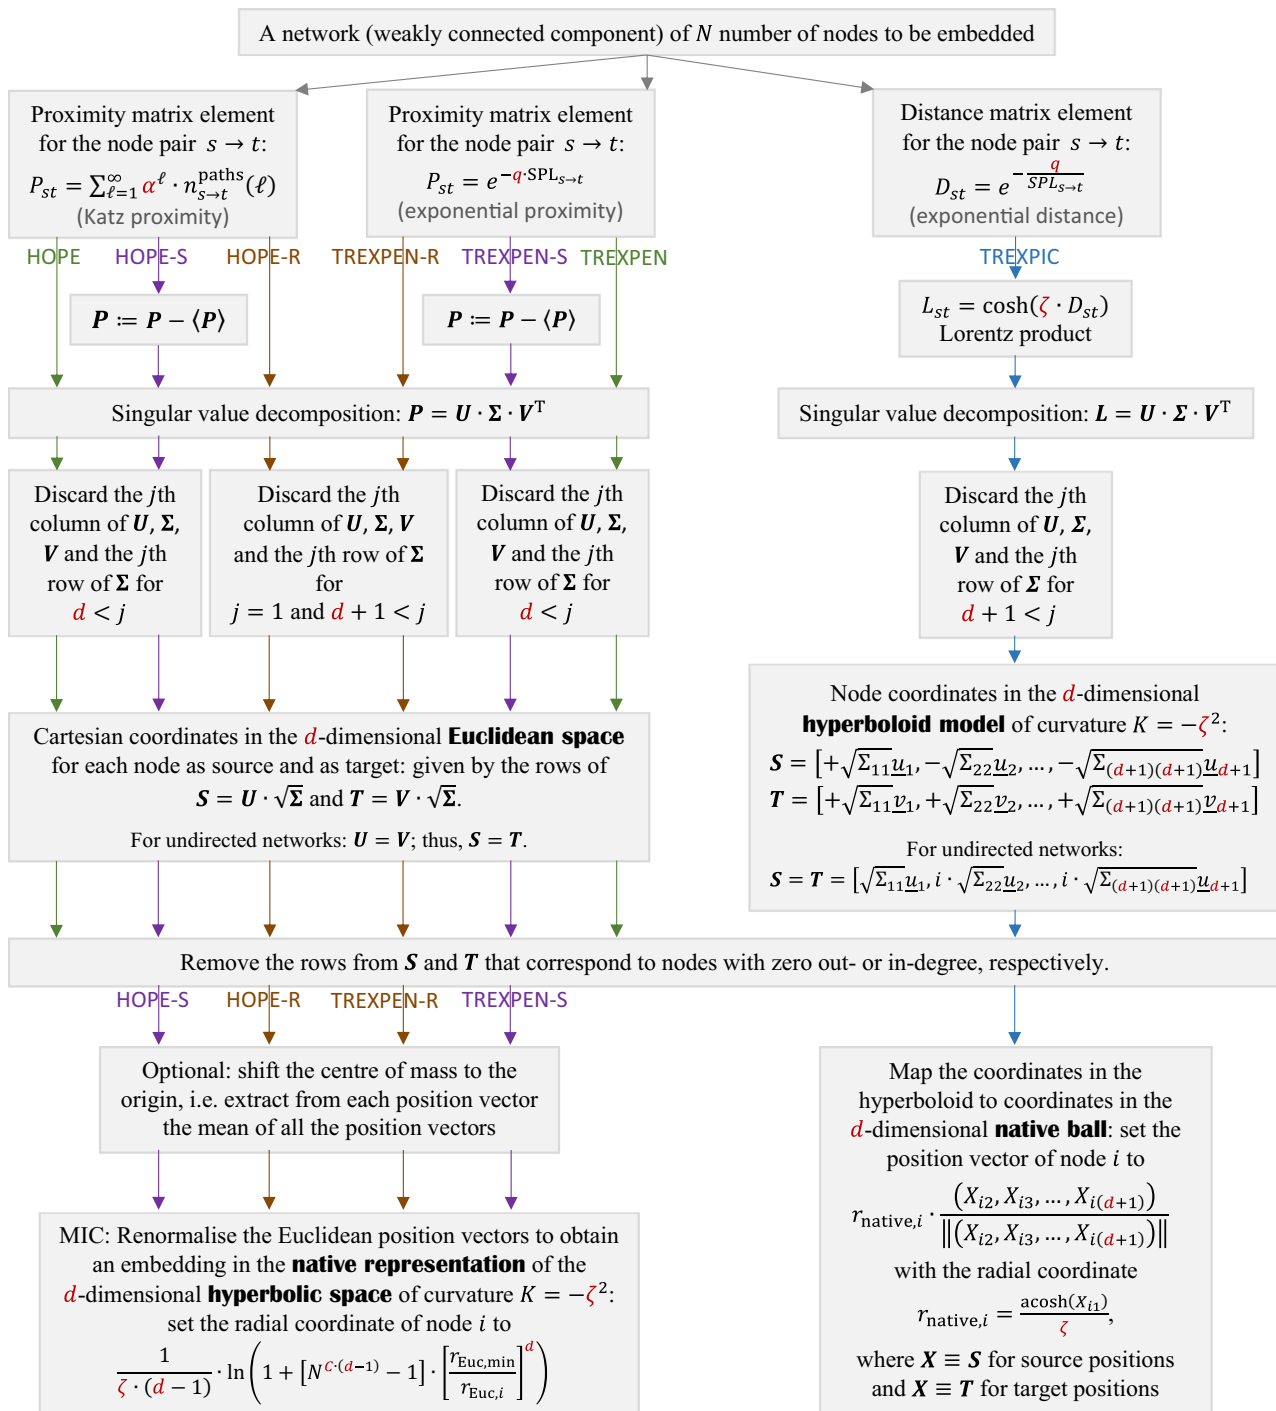 A network (weakly connected component) of N number of nodes to be embedded
Proximity matrix element
for the node pair s → t:
P_st = ∑_{ℓ=1}^{∞} α^ℓ · n_{s→t}^{paths}(ℓ)
(Katz proximity)
Proximity matrix element
for the node pair s → t:
P_st = e^{−q·SPL_{s→t}}
(exponential proximity)
Distance matrix element
for the node pair s → t:
D_st = e^{−q/SPL_{s→t}}
(exponential distance)
HOPE HOPE-S HOPE-R TREXPEN-R TREXPEN-S TREXPEN
TREXPIC
P ≔ P − ⟨P⟩
P ≔ P − ⟨P⟩
L_st = cosh(ζ · D_st)
Lorentz product
Singular value decomposition: P = U · Σ · V^T
Singular value decomposition: L = U · Σ · V^T
Discard the jth
column of U, Σ,
V and the jth
row of Σ for
d < j
Discard the jth
column of U, Σ, V
and the jth row of Σ
for
j = 1 and d + 1 < j
Discard the jth
column of U, Σ,
V and the jth
row of Σ for
d < j
Discard the jth
column of U, Σ,
V and the jth
row of Σ for
d + 1 < j
Cartesian coordinates in the d-dimensional Euclidean space
for each node as source and as target: given by the rows of
S = U · √Σ and T = V · √Σ.
For undirected networks: U = V; thus, S = T.
Node coordinates in the d-dimensional
hyperboloid model of curvature K = −ζ²:
S = [+√Σ_11 u_1, −√Σ_22 u_2, …, −√Σ_(d+1)(d+1) u_{d+1}]
T = [+√Σ_11 v_1, +√Σ_22 v_2, …, +√Σ_(d+1)(d+1) v_{d+1}]
For undirected networks:
S = T = [√Σ_11 u_1, i · √Σ_22 u_2, …, i · √Σ_(d+1)(d+1) u_{d+1}]
Remove the rows from S and T that correspond to nodes with zero out- or in-degree, respectively.
HOPE-S HOPE-R TREXPEN-R TREXPEN-S
Optional: shift the centre of mass to the
origin, i.e. extract from each position vector
the mean of all the position vectors
MIC: Renormalise the Euclidean position vectors to obtain
an embedding in the native representation of the
d-dimensional hyperbolic space of curvature K = −ζ²:
set the radial coordinate of node i to
1/(ζ · (d − 1)) · ln(1 + [N^{C·(d−1)} − 1] · [r_Euc,min / r_Euc,i]^d)
Map the coordinates in the
hyperboloid to coordinates in the
d-dimensional native ball: set the
position vector of node i to
r_native,i · (X_i2, X_i3, …, X_i(d+1)) / ‖(X_i2, X_i3, …, X_i(d+1))‖
with the radial coordinate
r_native,i = acosh(X_i1)/ζ,
where X ≡ S for source positions
and X ≡ T for target positions